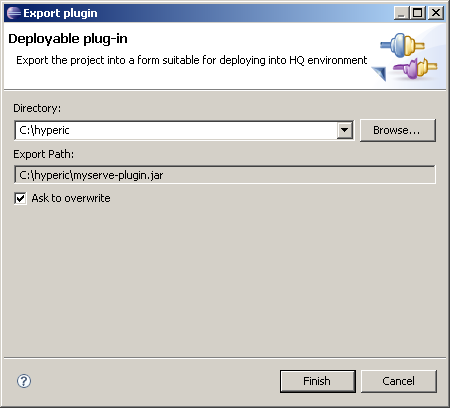 Export plugin
Deployable plug-in
Export the project into a form suitable for deploying into HQ environment
Directory:
C:\hyperic
Browse...
Export Path:
C:\hyperic\myserve-plugin.jar
Ask to overwrite
?
Finish
Cancel